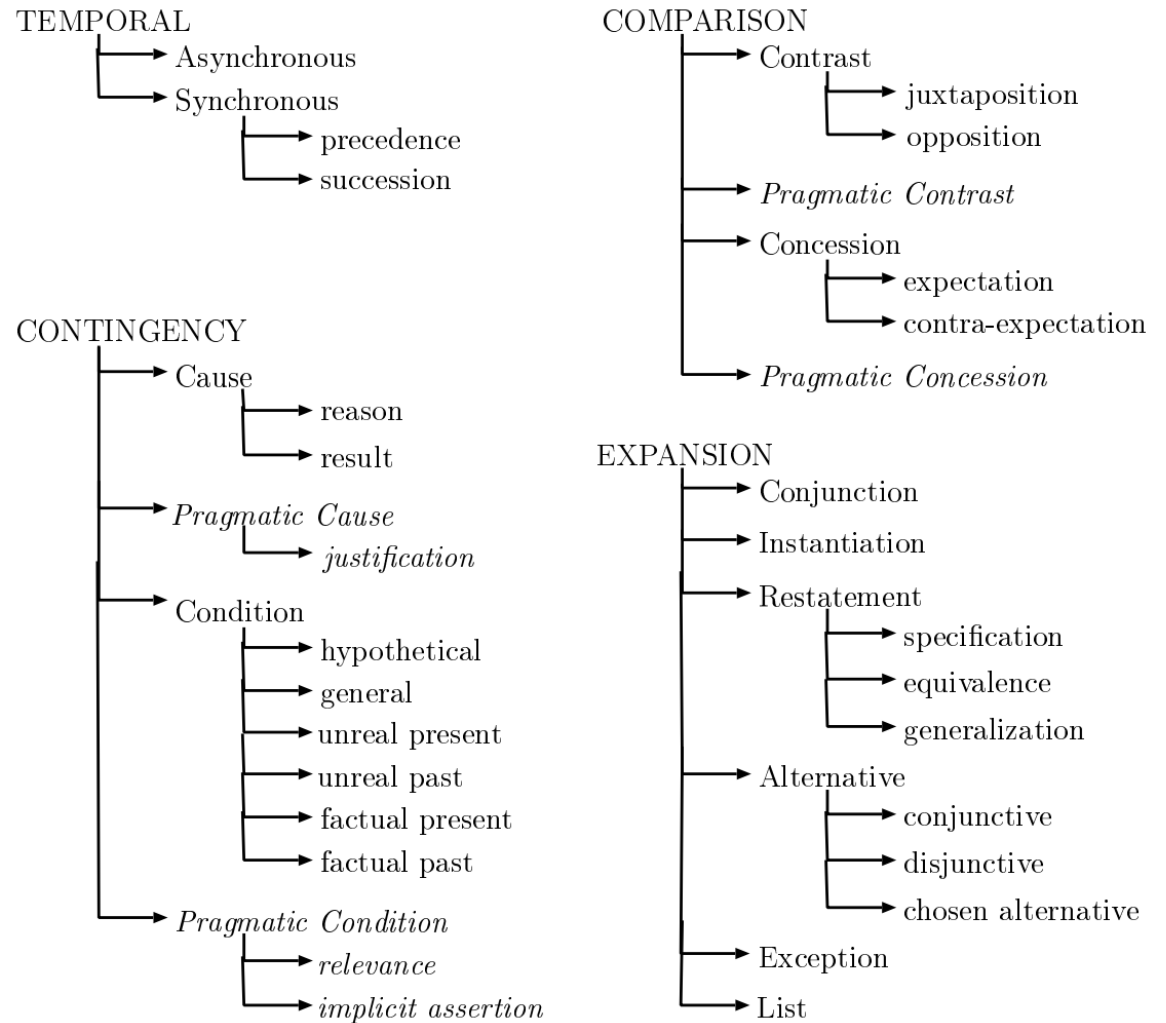 TEMPORAL
Asynchronous
Synchronous
precedence
succession
CONTINGENCY
Cause
reason
result
Pragmatic Cause
justification
Condition
hypothetical
general
unreal present
unreal past
factual present
factual past
Pragmatic Condition
relevance
implicit assertion
COMPARISON
Contrast
juxtaposition
opposition
Pragmatic Contrast
Concession
expectation
contra-expectation
Pragmatic Concession
EXPANSION
Conjunction
Instantiation
Restatement
specification
equivalence
generalization
Alternative
conjunctive
disjunctive
chosen alternative
Exception
List